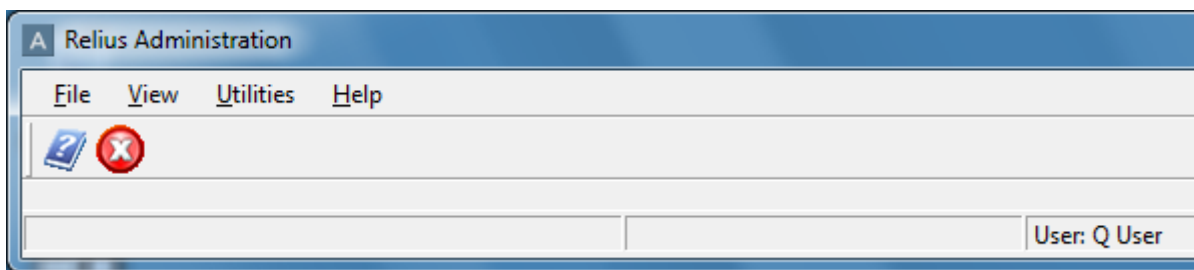 A Relius Administration
File View Utilities Help
User: Q User